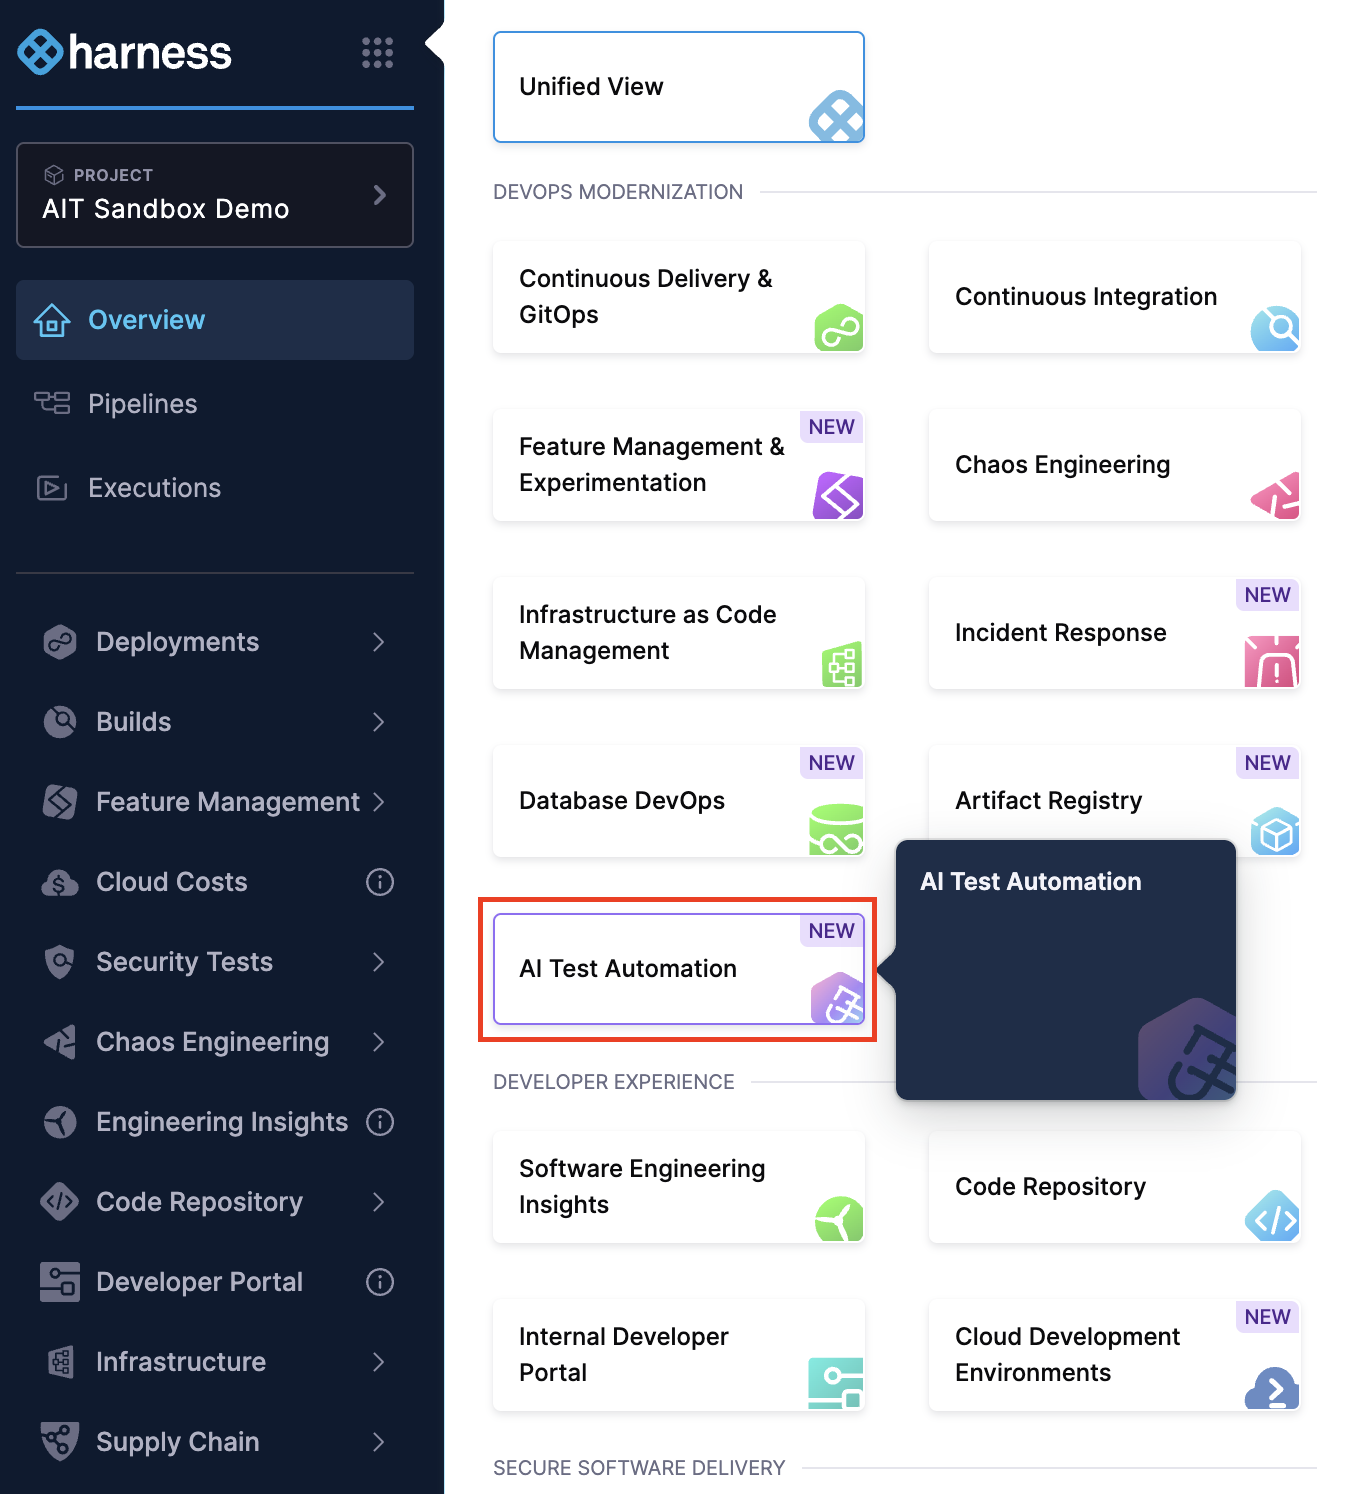 harness
PROJECT
AIT Sandbox Demo
Overview
Pipelines
Executions
Deployments
Builds
Feature Management
Cloud Costs
Security Tests
Chaos Engineering
Engineering Insights
Code Repository
Developer Portal
Infrastructure
Supply Chain
Unified View
DEVOPS MODERNIZATION
Continuous Delivery &
GitOps
Continuous Integration
NEW
Feature Management &
Experimentation
Chaos Engineering
Infrastructure as Code
Management
NEW
Incident Response
NEW
Database DevOps
NEW
Artifact Registry
NEW
AI Test Automation
AI Test Automation
DEVELOPER EXPERIENCE
Software Engineering
Insights
Code Repository
Internal Developer
Portal
NEW
Cloud Development
Environments
SECURE SOFTWARE DELIVERY